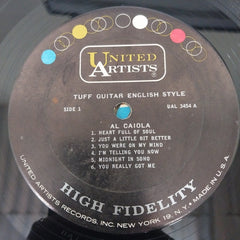 UNITED
ARTISTS
TUFF GUITAR ENGLISH STYLE
SIDE 1
UAL 3454 A
AL CAIOLA
1. HEART FULL OF SOUL
2. JUST A LITTLE BIT BETTER
3. YOU WERE ON MY MIND
4. I'M TELLING YOU NOW
5. MIDNIGHT IN SOHO
6. YOU REALLY GOT ME
HIGH FIDELITY
UNITED ARTISTS RECORDS, INC. NEW YORK 19, N.Y. • MADE IN U.S.A.